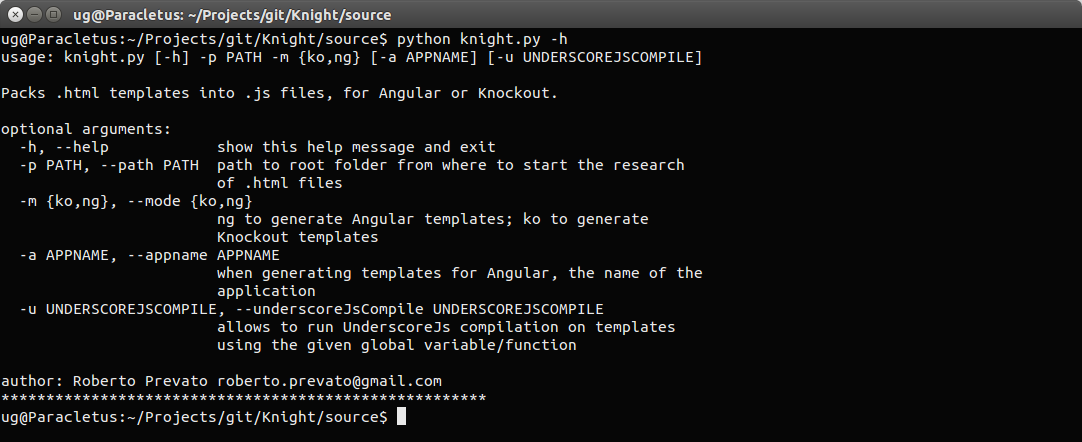 ug@Paracletus: ~/Projects/git/Knight/source
ug@Paracletus:~/Projects/git/Knight/source$ python knight.py -h
usage: knight.py [-h] -p PATH -m {ko,ng} [-a APPNAME] [-u UNDERSCOREJSCOMPILE]
Packs .html templates into .js files, for Angular or Knockout.
optional arguments:
-h, --help            show this help message and exit
-p PATH, --path PATH  path to root folder from where to start the research
of .html files
-m {ko,ng}, --mode {ko,ng}
ng to generate Angular templates; ko to generate
Knockout templates
-a APPNAME, --appname APPNAME
when generating templates for Angular, the name of the
application
-u UNDERSCOREJSCOMPILE, --underscoreJsCompile UNDERSCOREJSCOMPILE
allows to run UnderscoreJs compilation on templates
using the given global variable/function
author: Roberto Prevato roberto.prevato@gmail.com
******************************************************
ug@Paracletus:~/Projects/git/Knight/source$